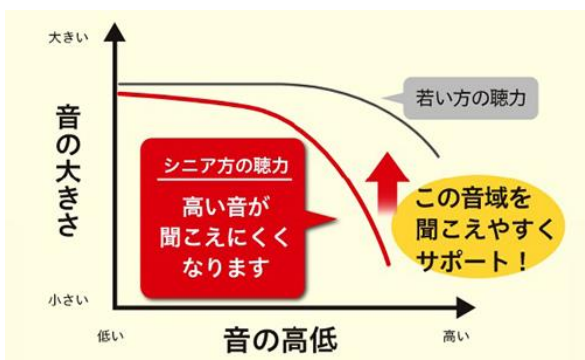 大きい
音の大きさ
小さい
低い
音の高低
高い
若い方の聴力
シニア方の聴力
高い音が
聞こえにくく
なります
この音域を
聞こえやすく
サポート！